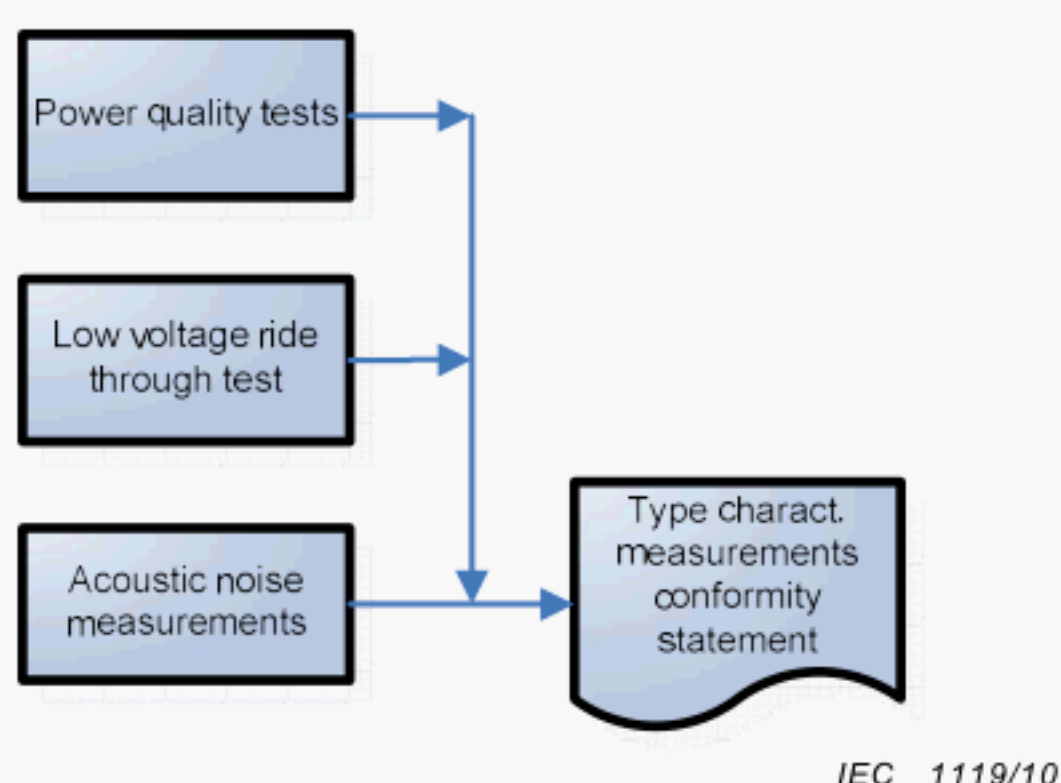 Power quality tests
Low voltage ride
through test
Acoustic noise
measurements
Type charact.
measurements
conformity
statement
IEC 1119/10